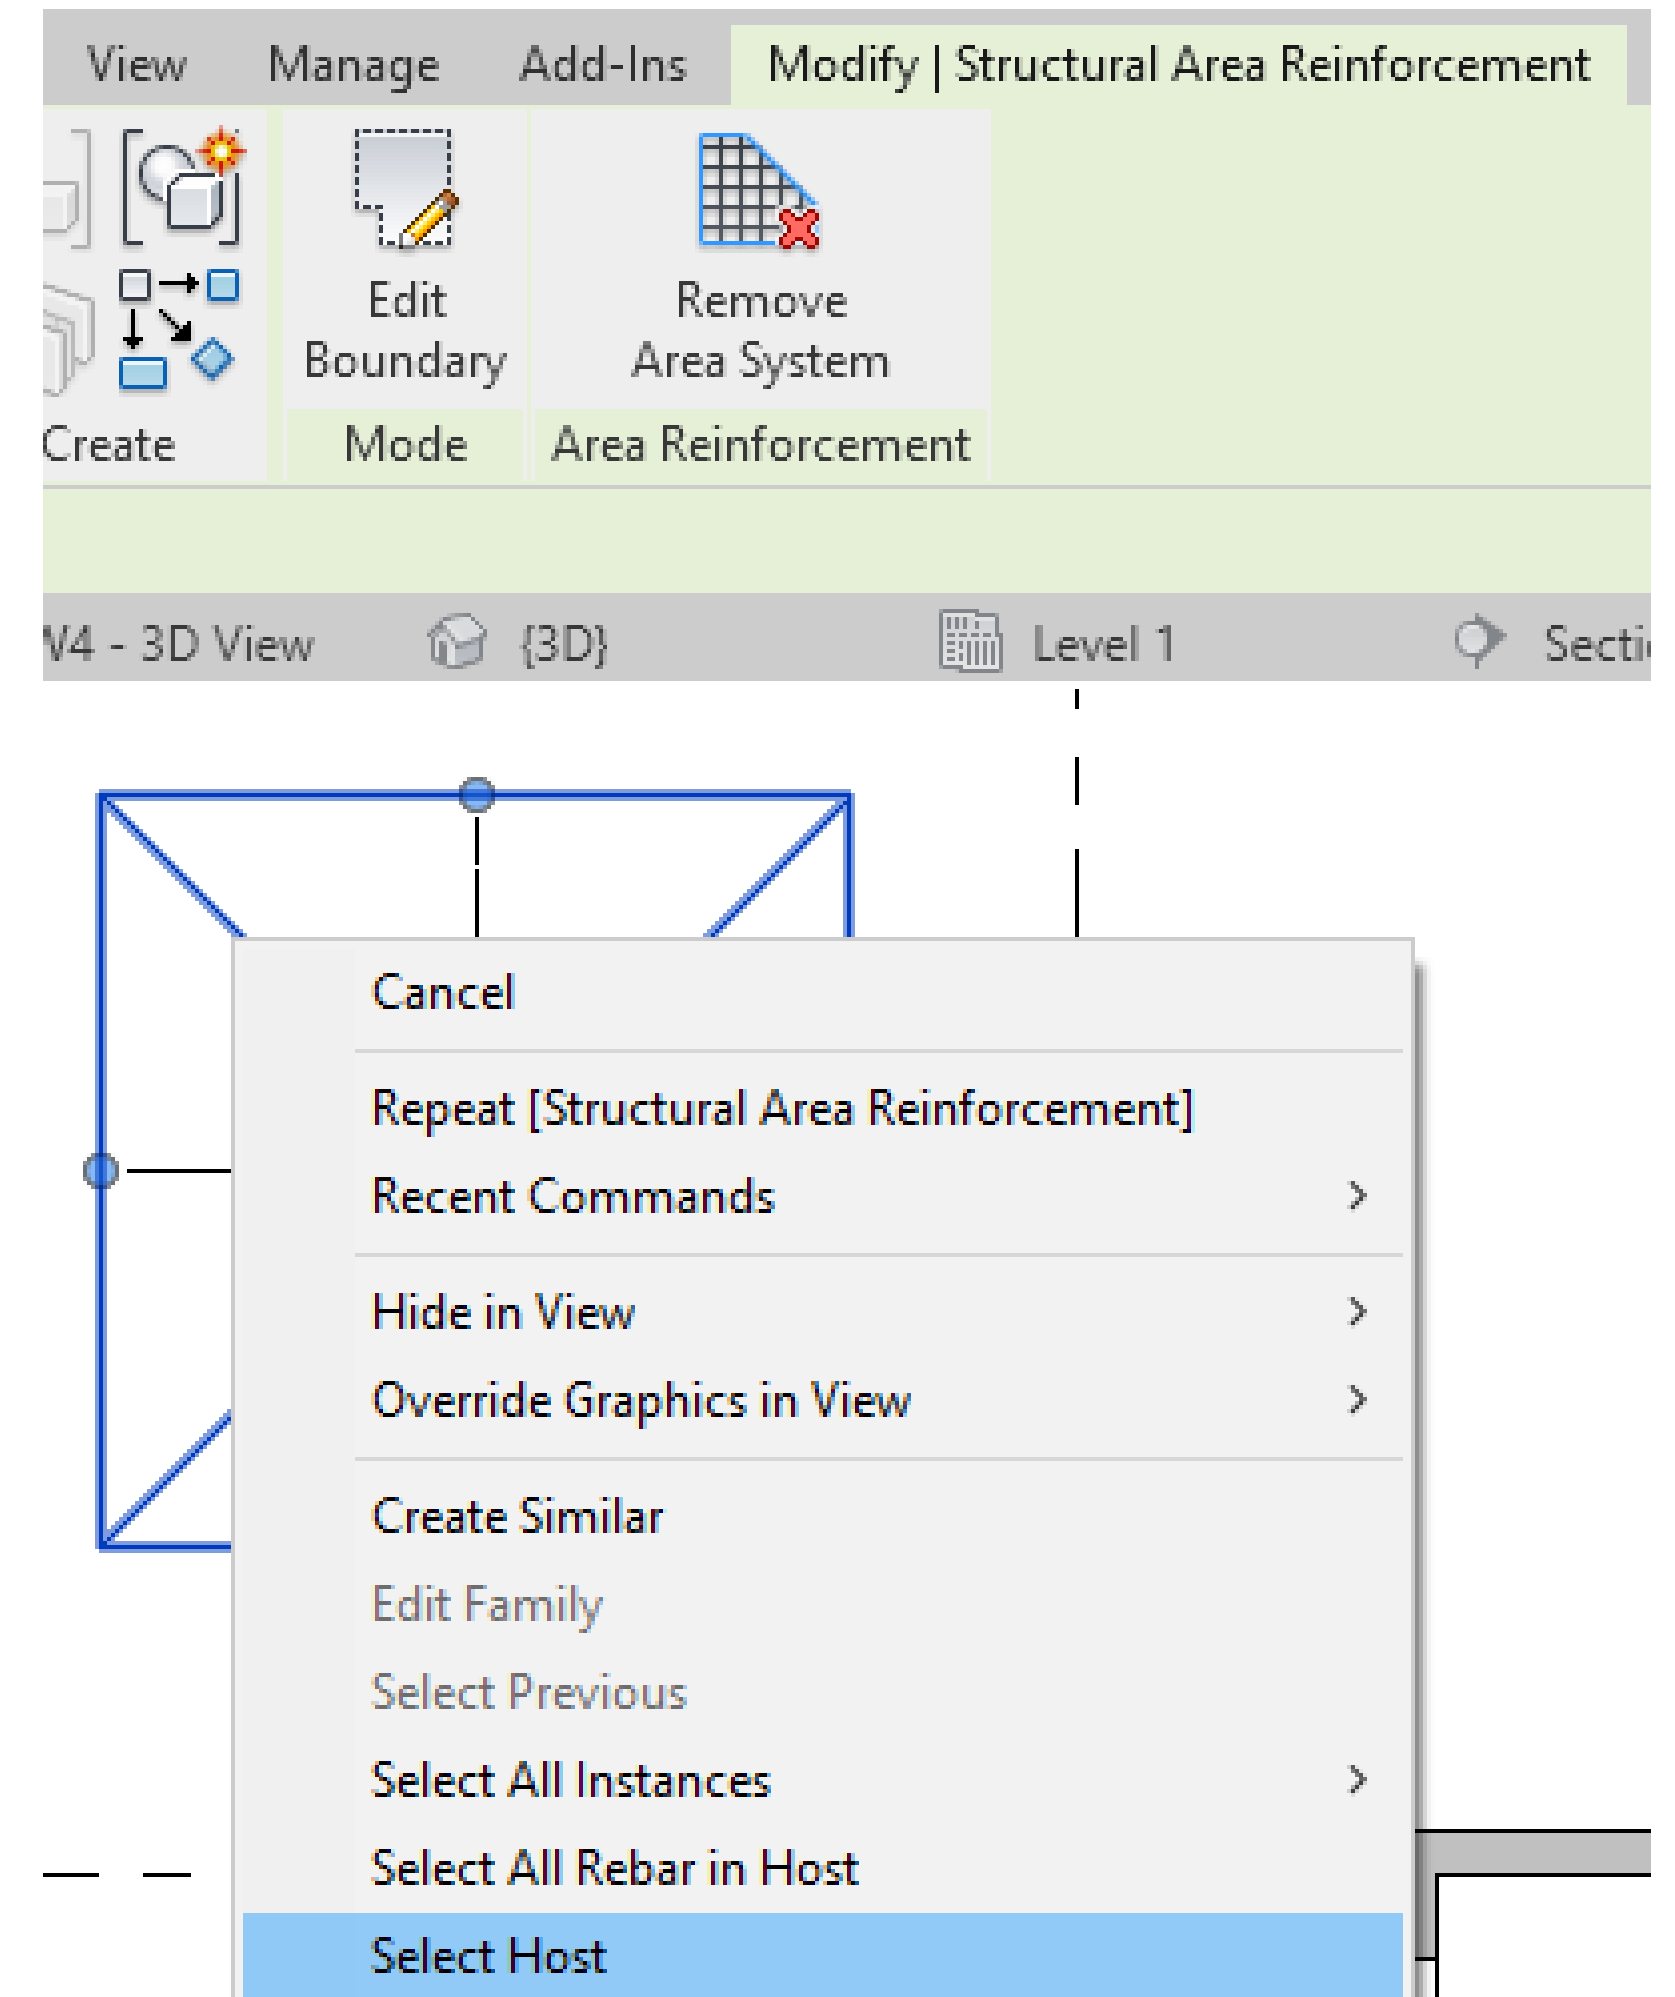 View Manage Add-Ins Modify | Structural Area Reinforcement
Edit
Boundary
Remove
Area System
Create Mode Area Reinforcement
- 3D View {3D} Level 1
Cancel
Repeat [Structural Area Reinforcement]
Recent Commands
Hide in View
Override Graphics in View
Create Similar
Edit Family
Select Previous
Select All Instances
Select All Rebar in Host
Select Host